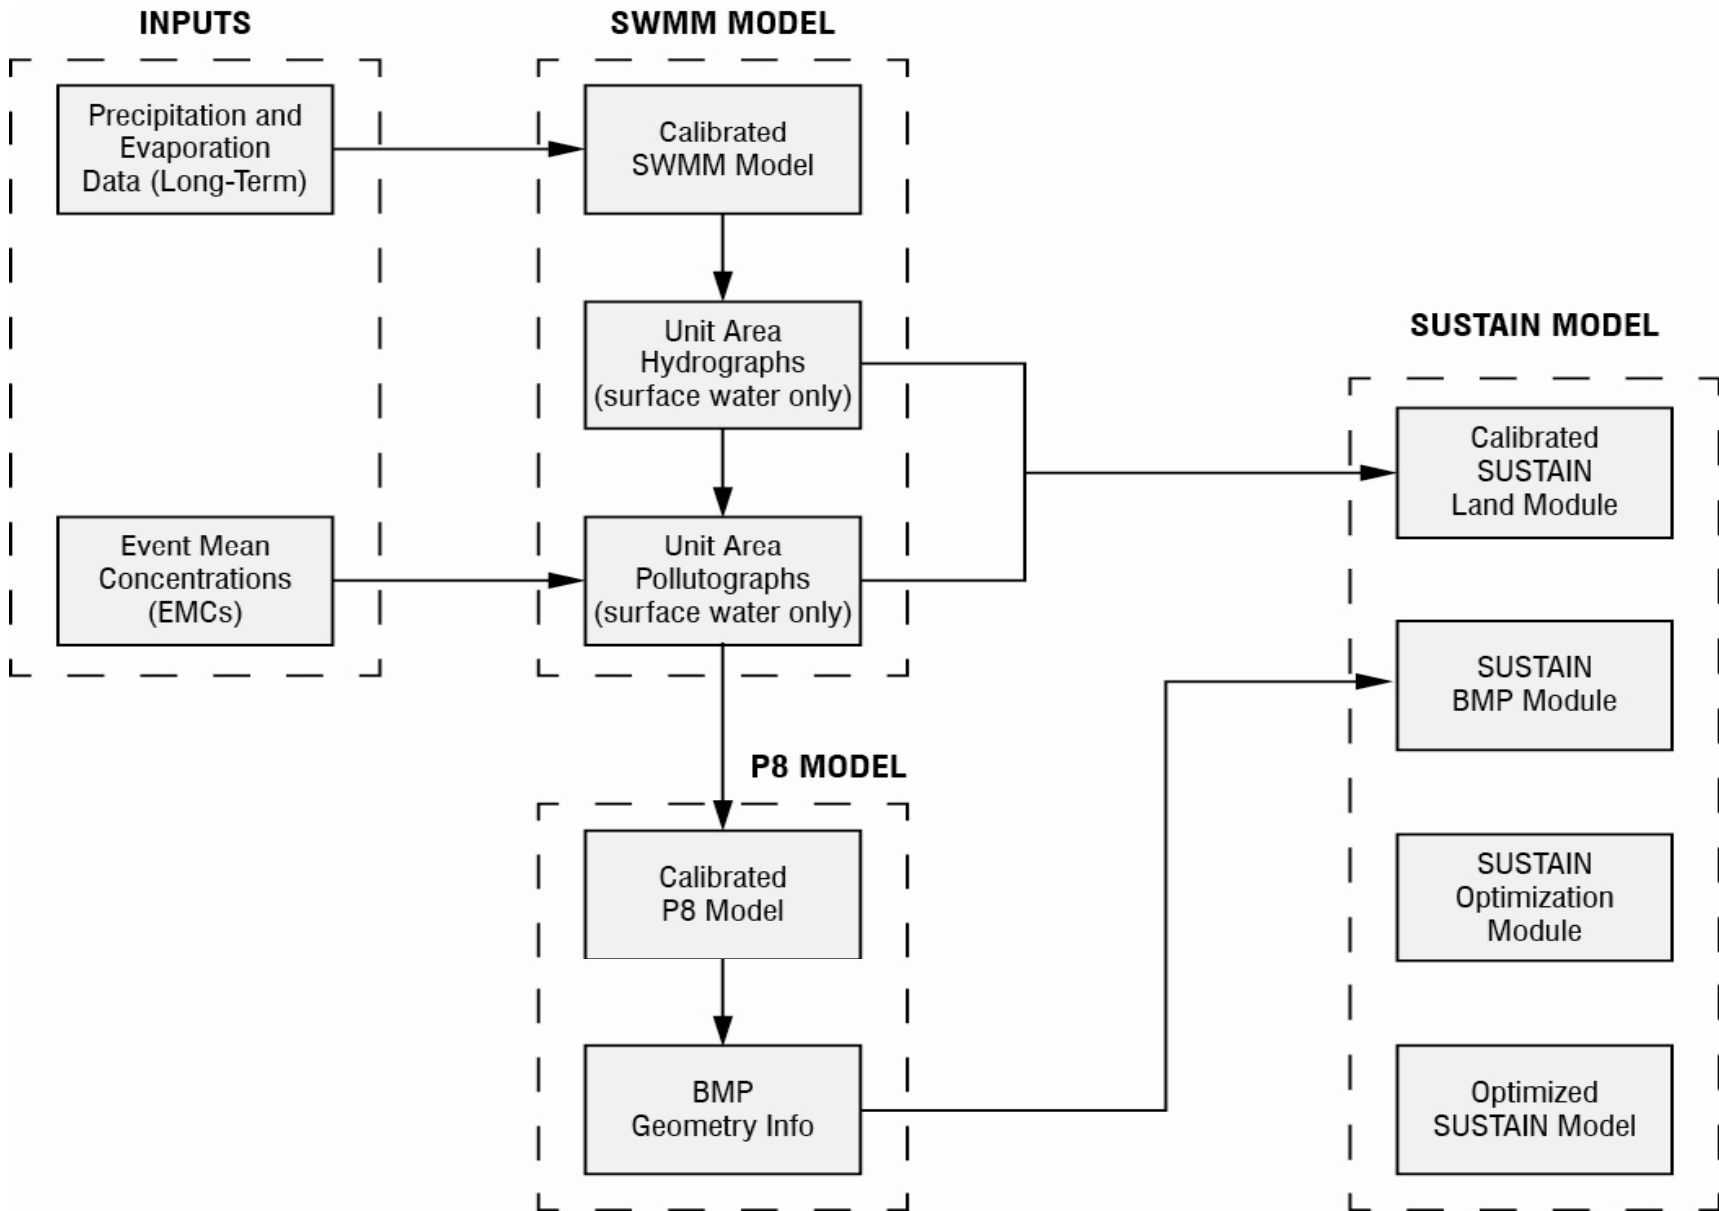 INPUTS
Precipitation and
Evaporation
Data (Long-Term)
Event Mean
Concentrations
(EMCs)
SWMM MODEL
Calibrated
SWMM Model
Unit Area
Hydrographs
(surface water only)
Unit Area
Pollutographs
(surface water only)
P8 MODEL
Calibrated
P8 Model
BMP
Geometry Info
SUSTAIN MODEL
Calibrated
SUSTAIN
Land Module
SUSTAIN
BMP Module
SUSTAIN
Optimization
Module
Optimized
SUSTAIN Model